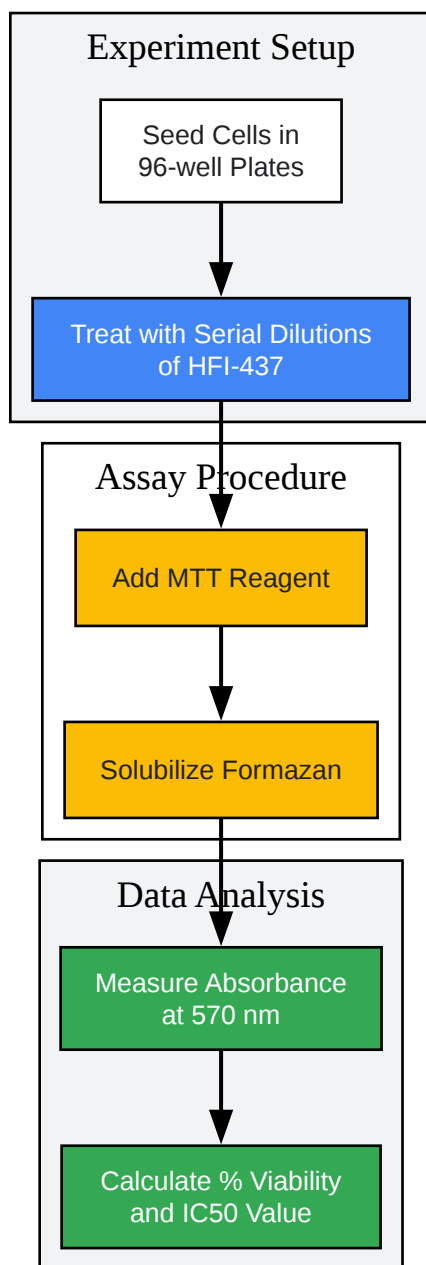 Experiment Setup
Seed Cells in
96-well Plates
Treat with Serial Dilutions
of HFI-437
Assay Procedure
Add MTT Reagent
Solubilize Formazan
Data Analysis
Measure Absorbance
at 570 nm
Calculate % Viability
and IC50 Value